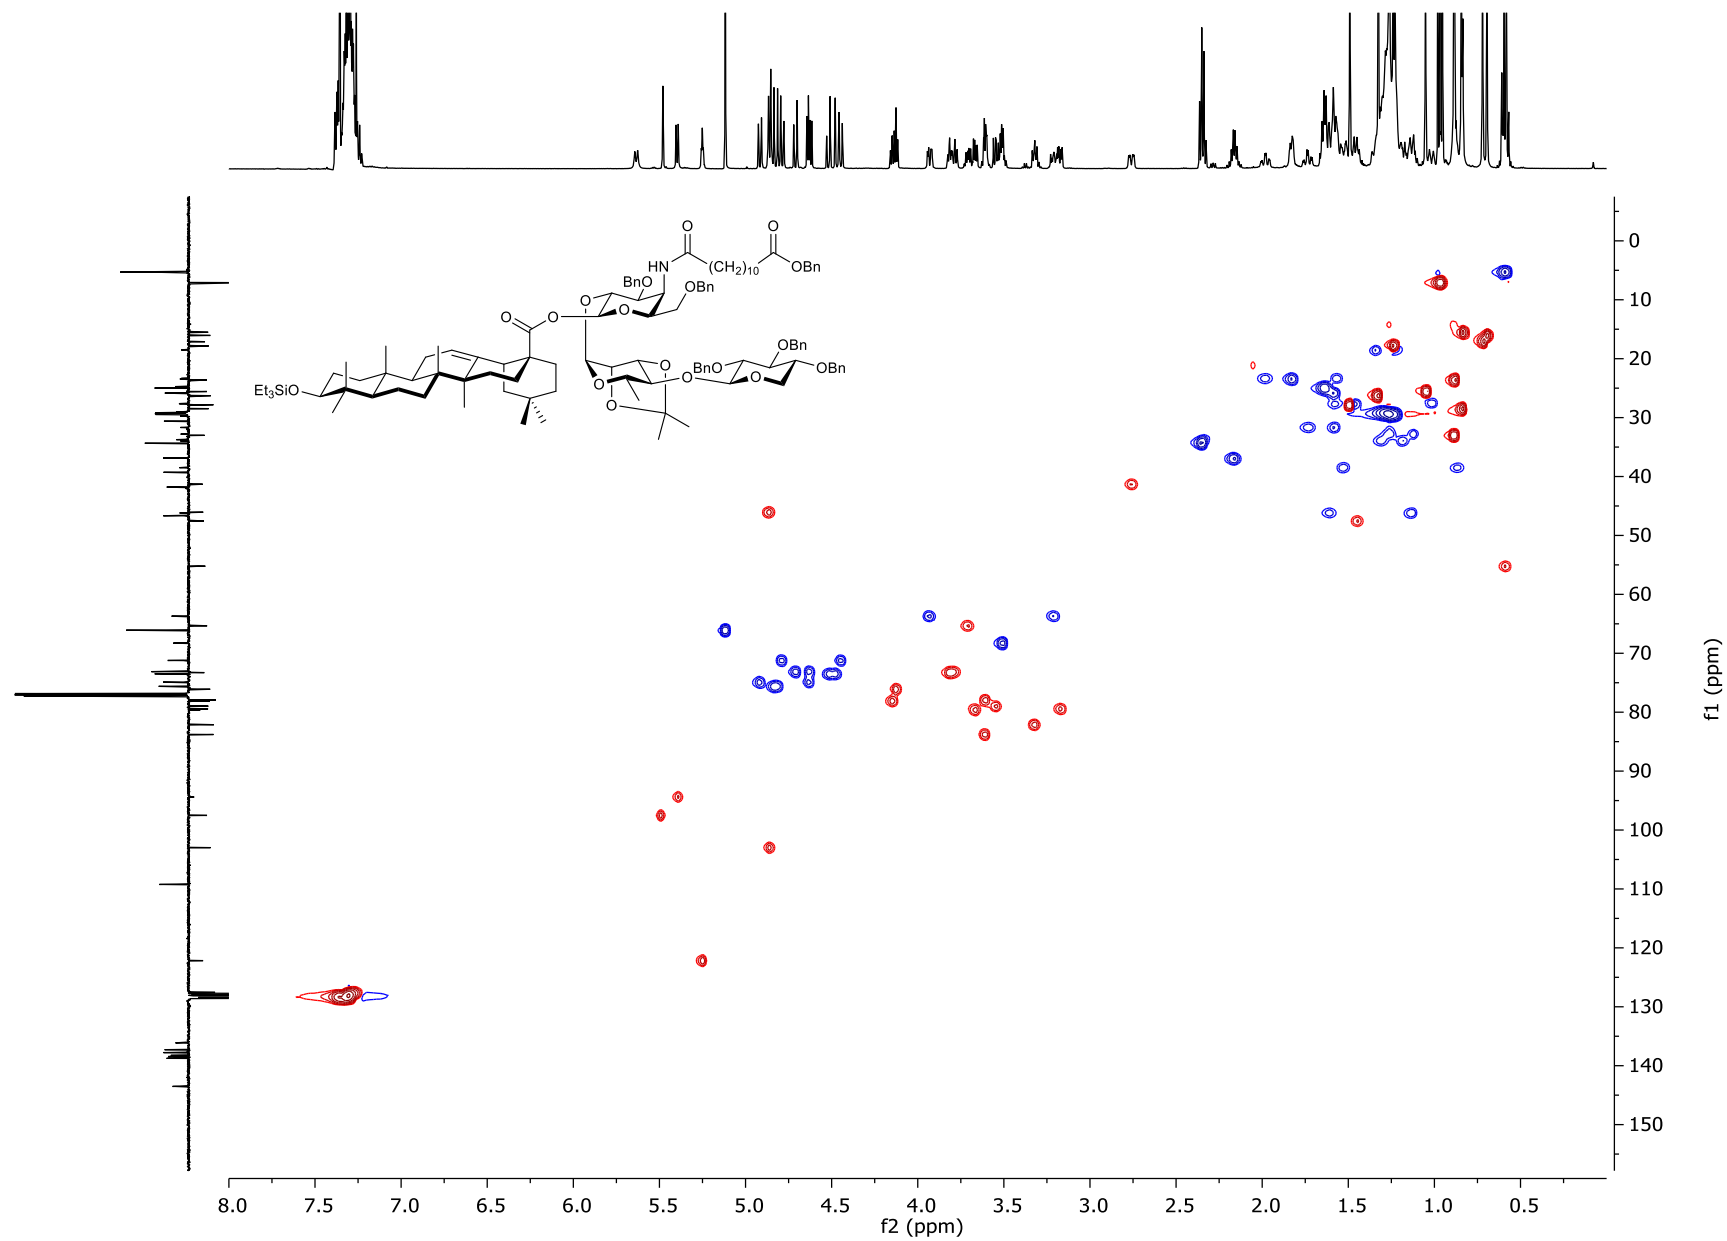 O O
HN (CH₂)₁₀ OBn
BnO OBn
O
O
O O
OBn
O
BnO OBn
O O
Et₃SiO
O
0
10
20
30
40
50
60
70
80
90
100
110
120
130
140
150
f1 (ppm)
8.0 7.5 7.0 6.5 6.0 5.5 5.0 4.5 4.0 3.5 3.0 2.5 2.0 1.5 1.0 0.5
f2 (ppm)